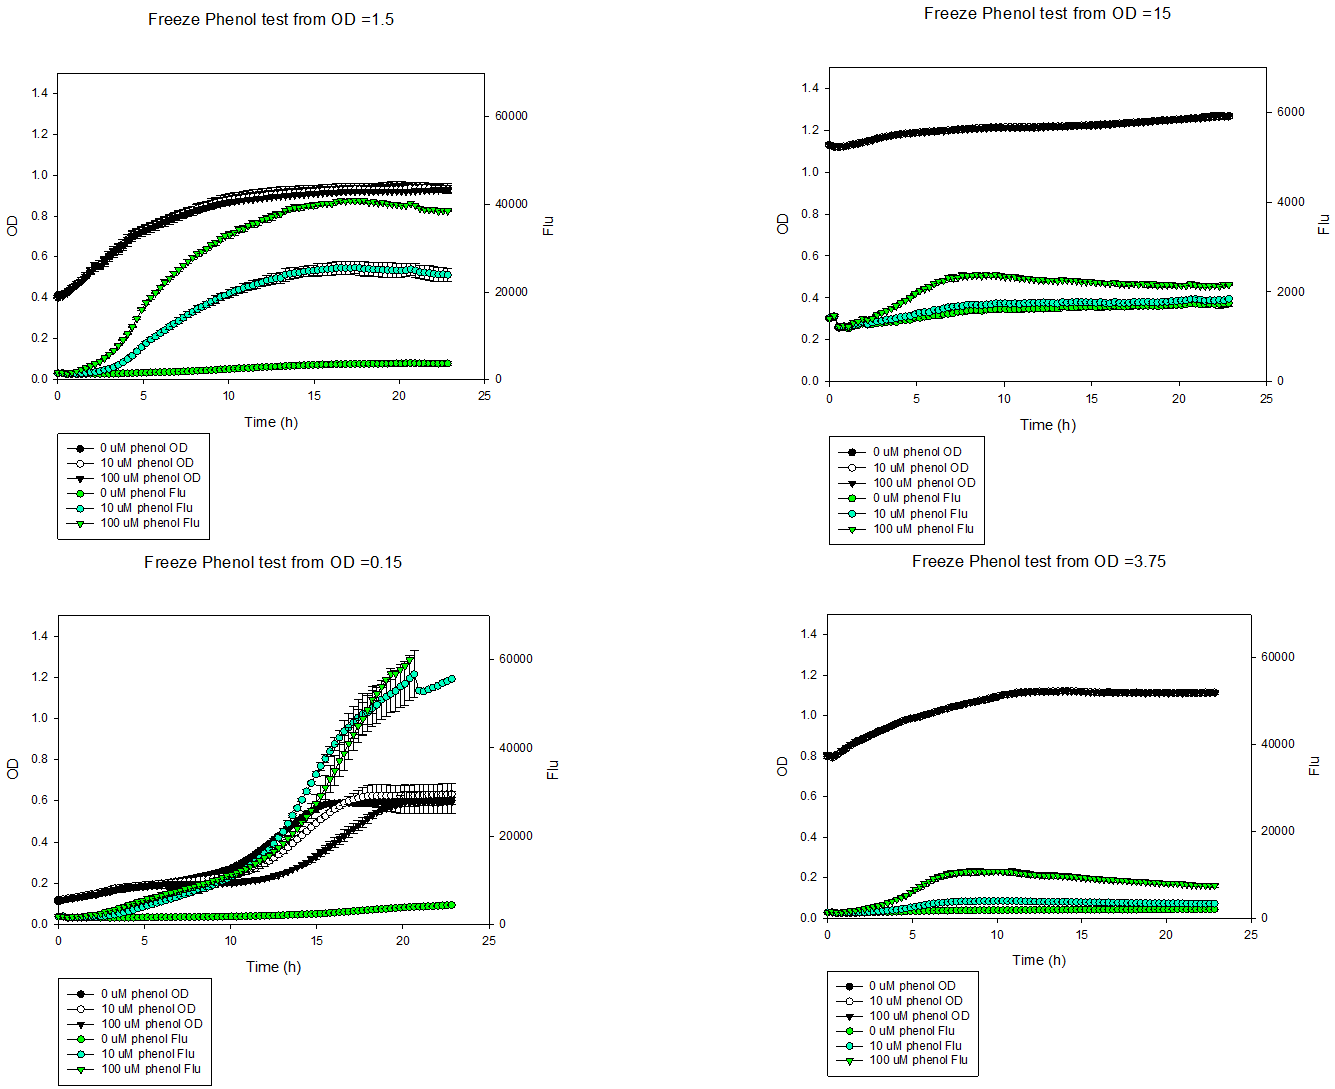 Freeze Phenol test from OD =1.5
1.4
1.2
1.0
0.8
0.6
0.4
0.2
0.0
OD
60000
40000
20000
0
Flu
0 5 10 15 20 25
Time (h)
0 uM phenol OD
10 uM phenol OD
100 uM phenol OD
0 uM phenol Flu
10 uM phenol Flu
100 uM phenol Flu
Freeze Phenol test from OD =15
1.4
1.2
1.0
0.8
0.6
0.4
0.2
0.0
OD
6000
4000
2000
0
Flu
0 5 10 15 20 25
Time (h)
0 uM phenol OD
10 uM phenol OD
100 uM phenol OD
0 uM phenol Flu
10 uM phenol Flu
100 uM phenol Flu
Freeze Phenol test from OD =0.15
1.4
1.2
1.0
0.8
0.6
0.4
0.2
0.0
OD
60000
40000
20000
0
Flu
0 5 10 15 20 25
Time (h)
0 uM phenol OD
10 uM phenol OD
100 uM phenol OD
0 uM phenol Flu
10 uM phenol Flu
100 uM phenol Flu
Freeze Phenol test from OD =3.75
1.4
1.2
1.0
0.8
0.6
0.4
0.2
0.0
OD
60000
40000
20000
0
Flu
0 5 10 15 20 25
Time (h)
0 uM phenol OD
10 uM phenol OD
100 uM phenol OD
0 uM phenol Flu
10 uM phenol Flu
100 uM phenol Flu